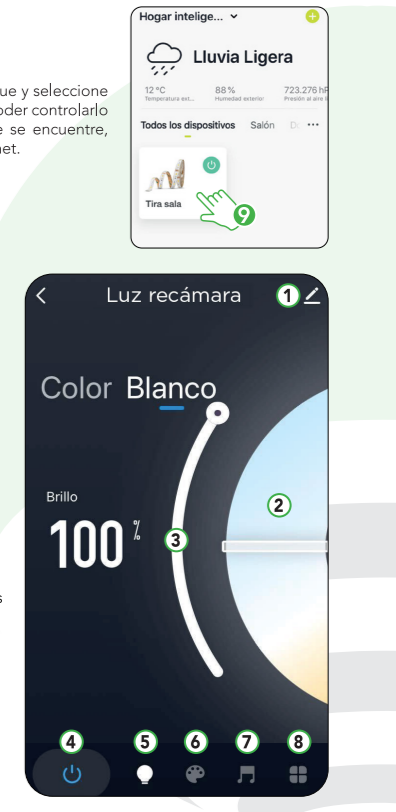 Hogar intelige...
Lluvia Ligera
ue y seleccione
oder controlarlo
e se encuentre,
net.
12 °C
88%
723.276 hP
Temperatura ext...
Humedad exterior
Presión al aire l
Todos los dispositivos Salón D ···
Tira sala
9
Luz recámara
1
Color Blanco
2
Brillo
100 %
3
s
4
5
6
7
8